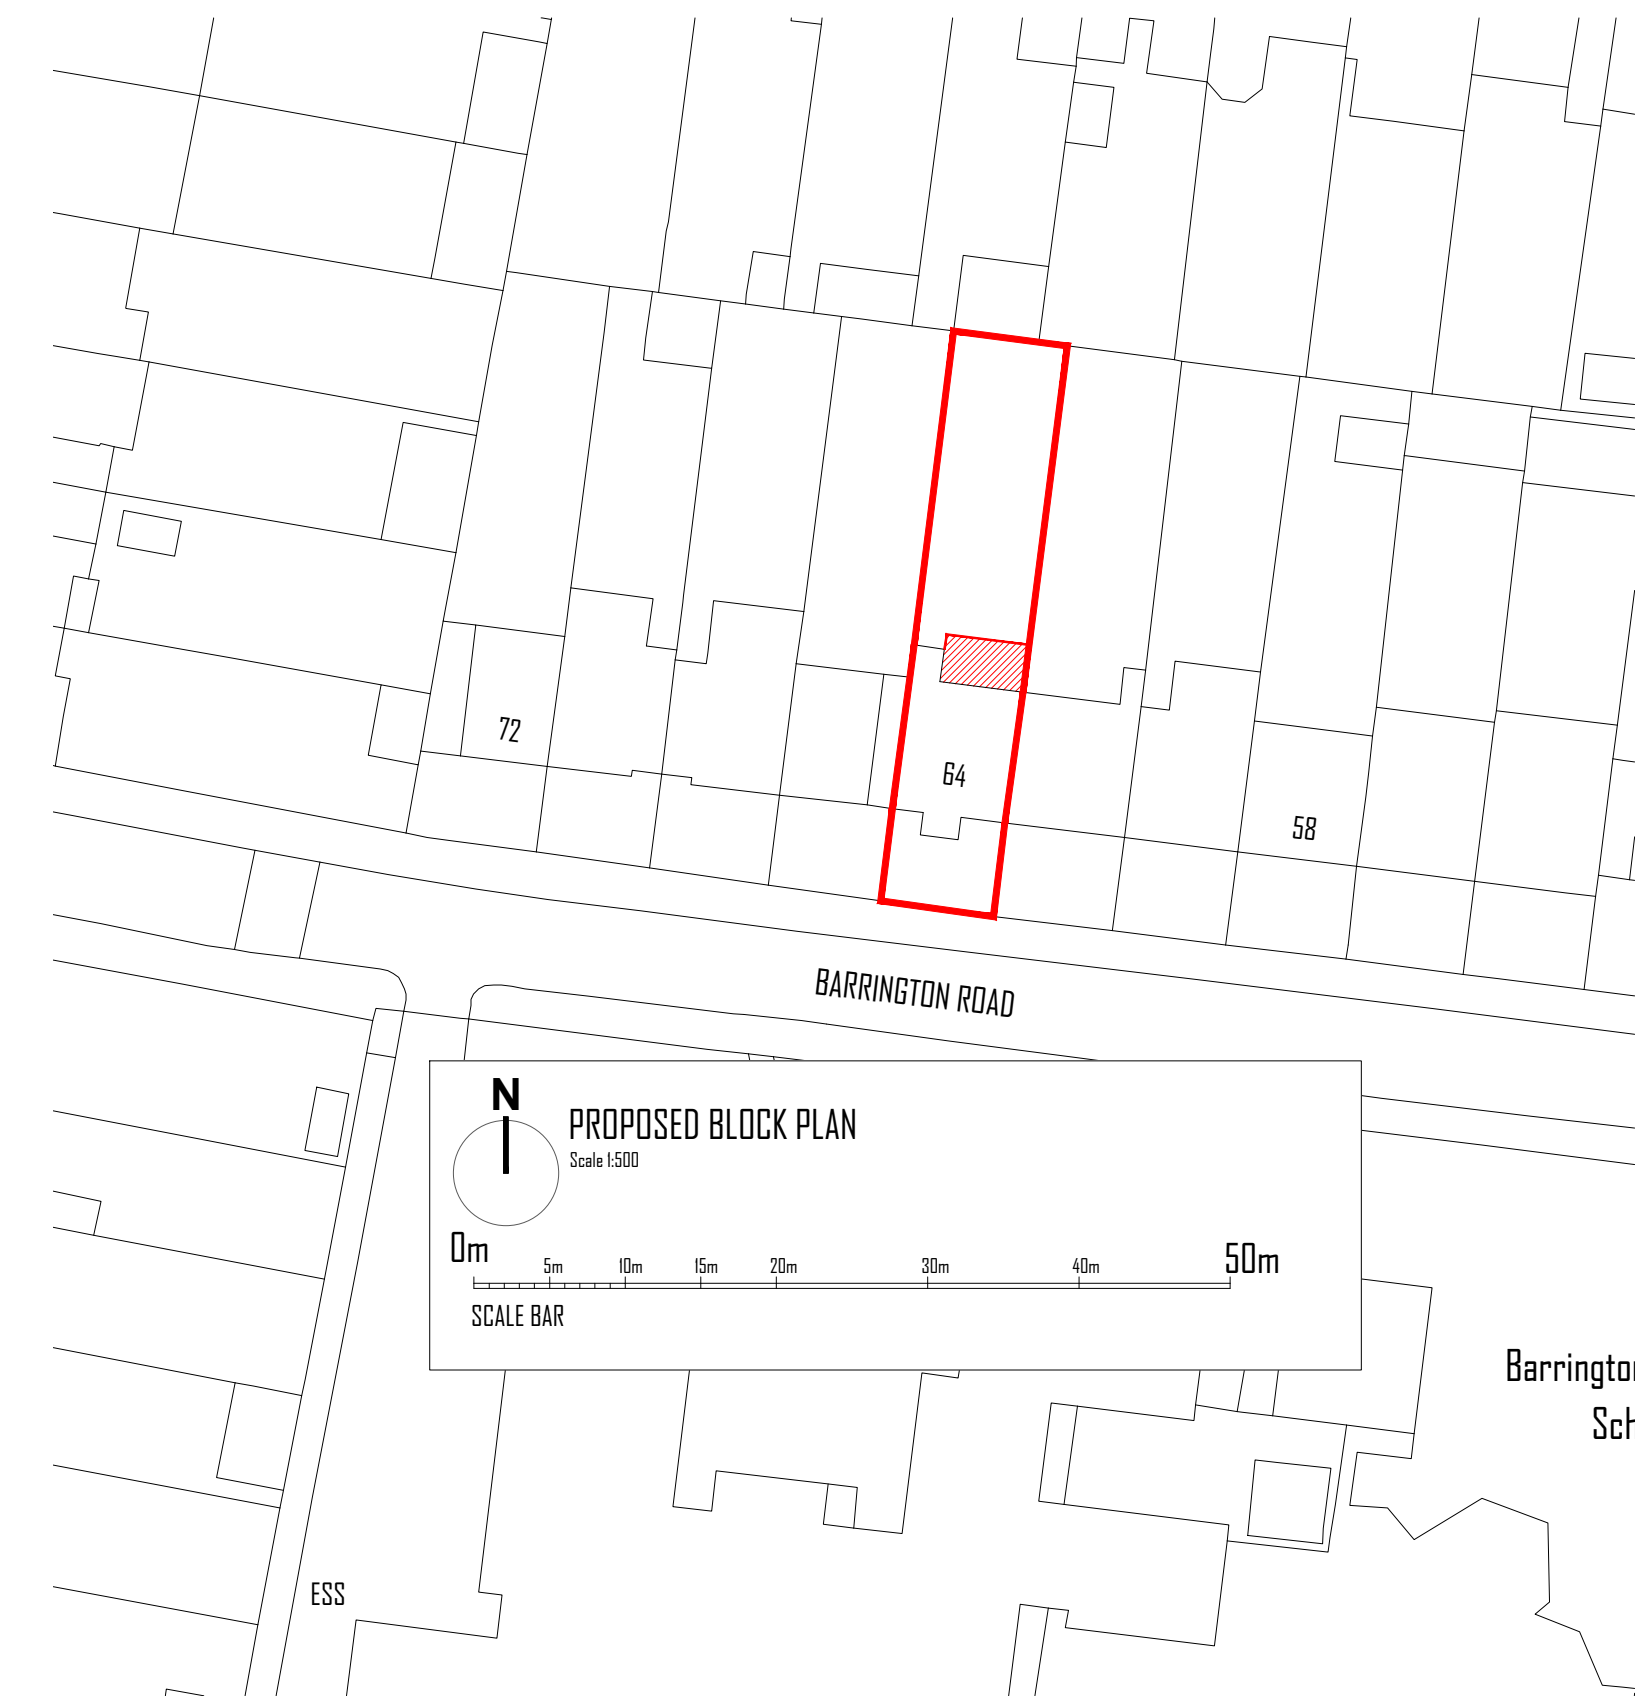 72
64
58
BARRINGTON ROAD
N
PROPOSED BLOCK PLAN
Scale 1:500
0m 5m 10m 15m 20m 30m 40m 50m
SCALE BAR
Barrington
Sch
ESS